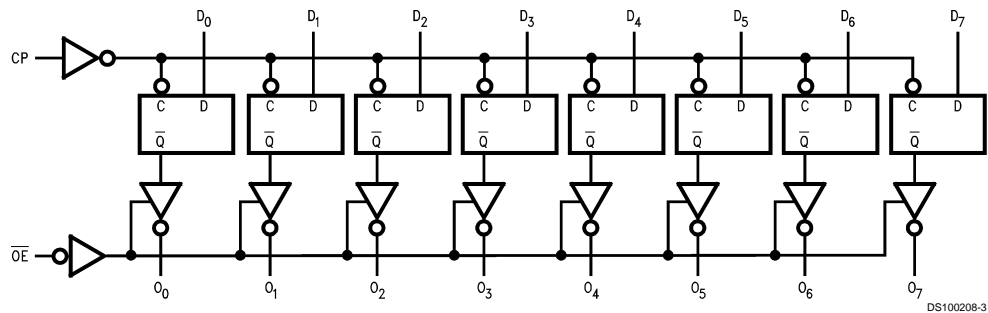 D₀ D₁ D₂ D₃ D₄ D₅ D₆ D₇
CP
C D C D C D C D C D C D C D C D
Q̅ Q̅ Q̅ Q̅ Q̅ Q̅ Q̅ Q̅
O̅E̅
O₀ O₁ O₂ O₃ O₄ O₅ O₆ O₇
DS100208-3